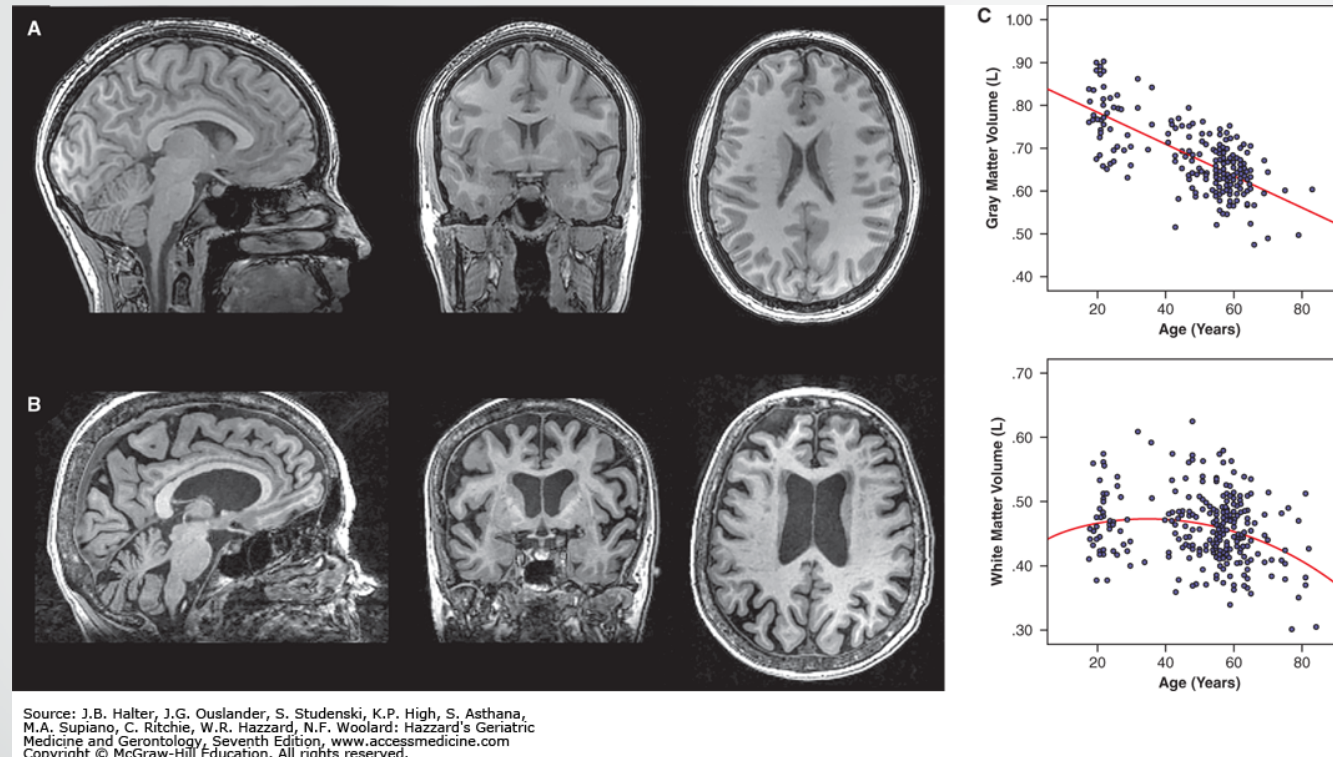 A
B
C
1.00
.90
.80
.70
.60
.50
.40
Gray Matter Volume (L)
20 40 60 80
Age (Years)
.70
.60
.50
.40
.30
White Matter Volume (L)
20 40 60 80
Age (Years)
Source: J.B. Halter, J.G. Ouslander, S. Studenski, K.P. High, S. Asthana,
M.A. Supiano, C. Ritchie, W.R. Hazzard, N.F. Woolard: Hazzard's Geriatric
Medicine and Gerontology, Seventh Edition, www.accessmedicine.com
Copyright © McGraw-Hill Education. All rights reserved.